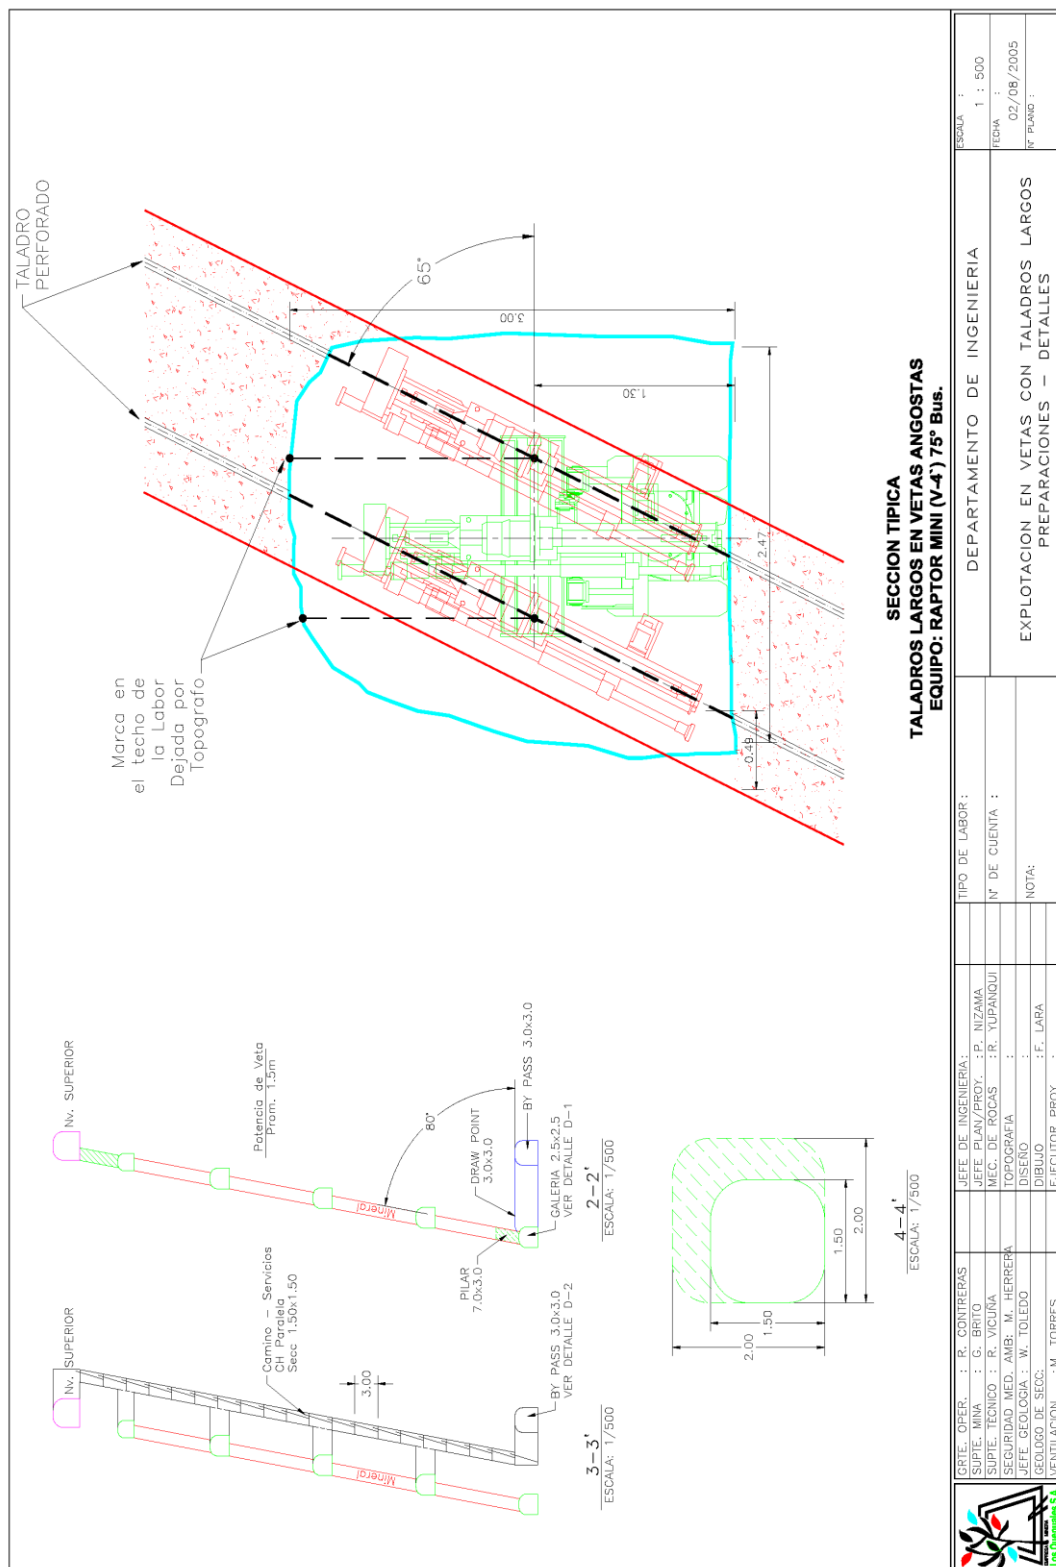 TALADRO
PERFORADO
65°
3.00
1.30
2.47
0.49
Marca en
el techo de
la Labor
Dejada por
Topografo
SECCION TIPICA
TALADROS LARGOS EN VETAS ANGOSTAS
EQUIPO: RAPTOR MINI (V-4') 75° Bus.
Nv. SUPERIOR
Camino - Servicios
CH Paralela
Secc 1.50x1.50
3.00
Mineral
BY PASS 3.0x3.0
VER DETALLE D-2
3-3'
ESCALA: 1/500
Nv. SUPERIOR
Potencia de Veta
Prom. 1.5m
80°
Mineral
DRAW POINT
3.0x3.0
PILAR
7.0x3.0
BY PASS 3.0x3.0
GALERIA 2.5x2.5
VER DETALLE D-1
2-2'
ESCALA: 1/500
2.00
1.50
1.50
2.00
4-4'
ESCALA: 1/500
GRTE. OPER. : R. CONTRERAS
SUPTE. MINA : G. BRITO
SUPTE. TECNICO : R. VICUÑA
SEGURIDAD MED. AMB: M. HERRERA
JEFE GEOLOGIA : W. TOLEDO
GEOLOGO DE SECC:
VENTILACION : M. TORRES
JEFE DE INGENIERIA:
JEFE PLAN/PROY. : P. NIZAMA
MEC. DE ROCAS : R. YUPANQUI
TOPOGRAFIA :
DISEÑO :
DIBUJO : F. LARA
EJECUTOR PROY :
TIPO DE LABOR :
N° DE CUENTA :
NOTA:
DEPARTAMENTO DE INGENIERIA
EXPLOTACION EN VETAS CON TALADROS LARGOS
PREPARACIONES - DETALLES
ESCALA :
1 : 500
FECHA :
02/08/2005
N° PLANO :
Los Quenuales S.A.